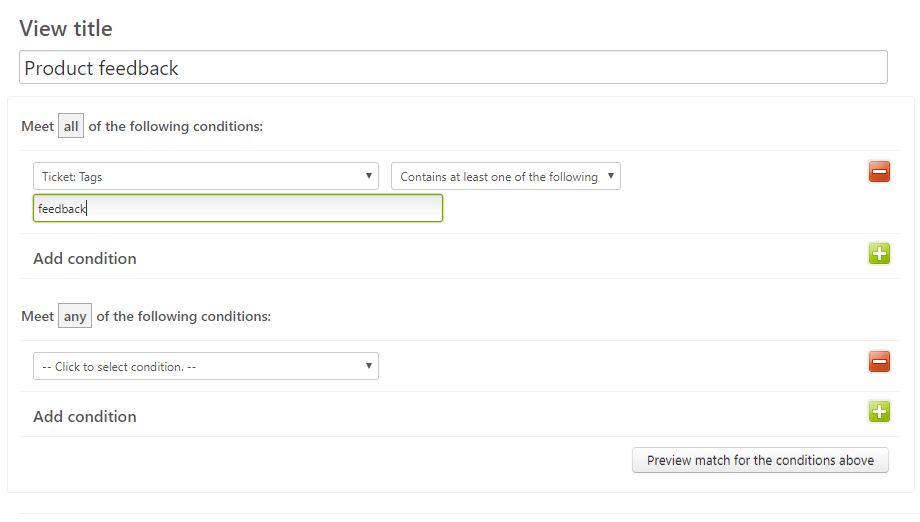 View title
Product feedback
Meet all of the following conditions:
Ticket: Tags Contains at least one of the following
feedback
Add condition
Meet any of the following conditions:
-- Click to select condition. --
Add condition
Preview match for the conditions above